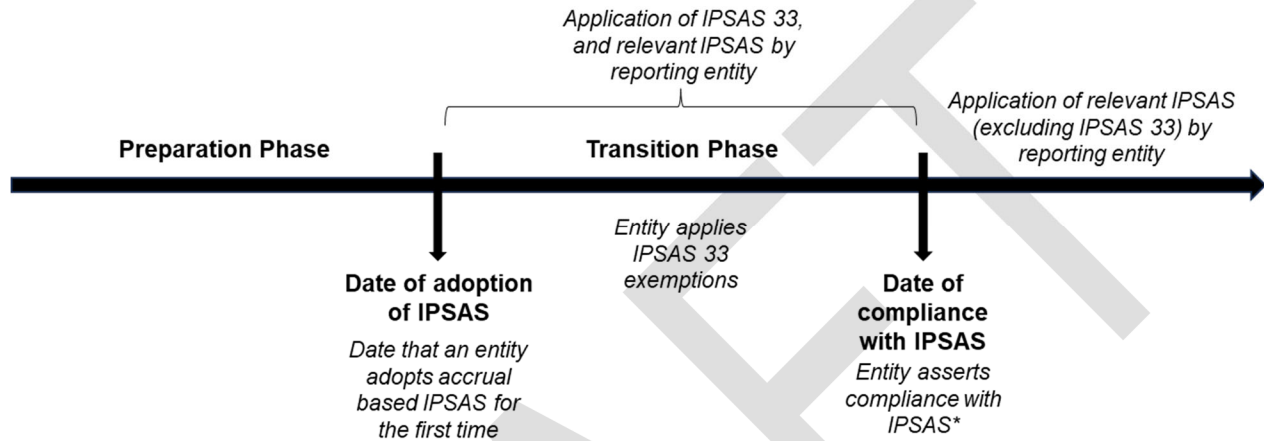 Application of IPSAS 33,
and relevant IPSAS by
reporting entity
Application of relevant IPSAS
(excluding IPSAS 33) by
reporting entity
Preparation Phase
Transition Phase
Entity applies
IPSAS 33
exemptions
Date of adoption
of IPSAS
Date that an entity
adopts accrual
based IPSAS for
the first time
Date of
compliance
with IPSAS
Entity asserts
compliance with
IPSAS*